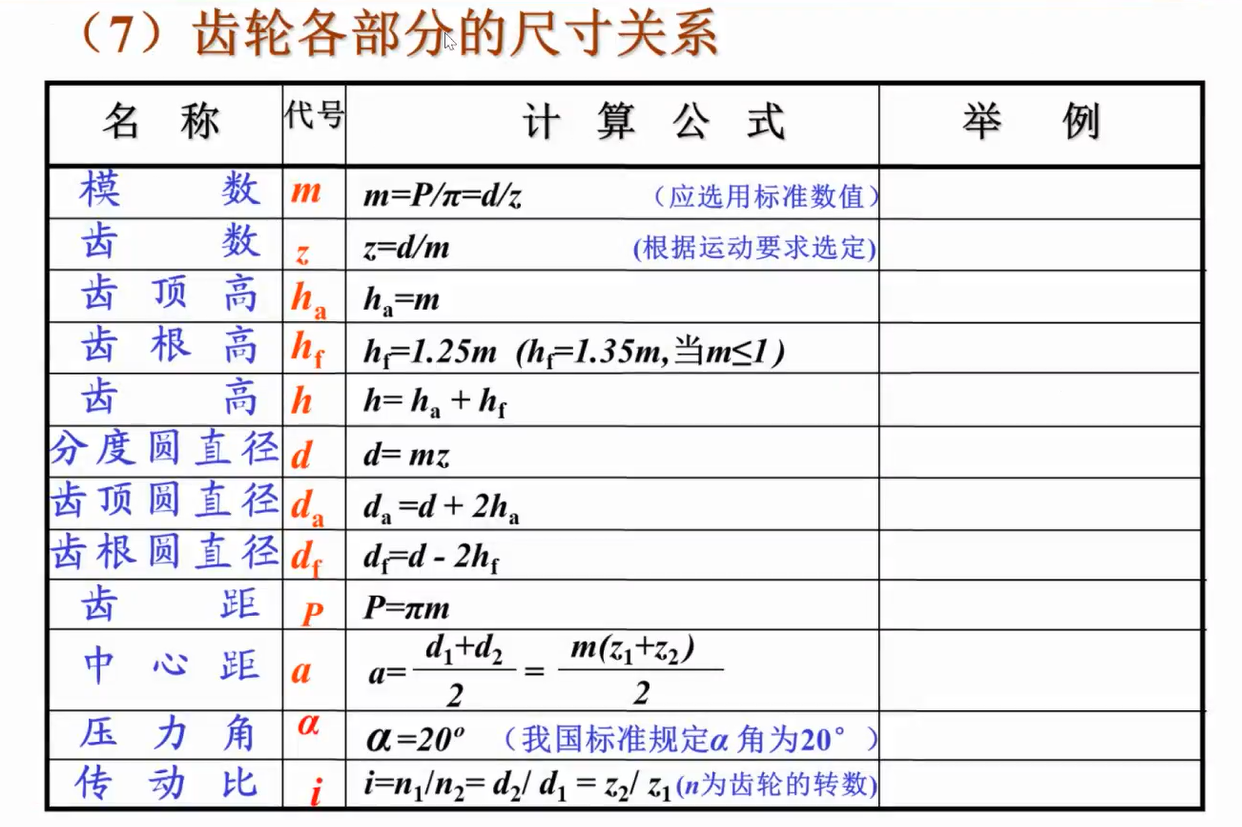 （7）齿轮各部分的尺寸关系
名 称 代号 计 算 公 式 举 例
模 数 m m=P/π=d/z （应选用标准数值）
齿 数 z z=d/m (根据运动要求选定)
齿 顶 高 ha ha=m
齿 根 高 hf hf=1.25m (hf=1.35m,当m≤1)
齿 高 h h= ha + hf
分度圆直径 d d= mz
齿顶圆直径 da da =d + 2ha
齿根圆直径 df df=d - 2hf
齿 距 P P=πm
中 心 距 a a= d1+d2 / 2 = m(z1+z2) / 2
压 力 角 α α=20º （我国标准规定α 角为20°）
传 动 比 i i=n1/n2= d2/ d1 = z2/ z1(n为齿轮的转数)